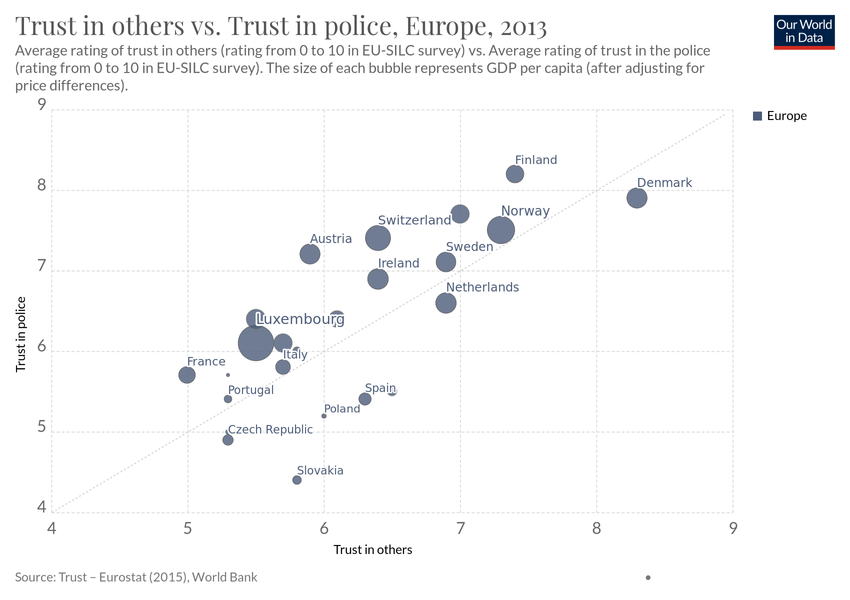 Trust in others vs. Trust in police, Europe, 2013
Our World
in Data
Average rating of trust in others (rating from 0 to 10 in EU-SILC survey) vs. Average rating of trust in the police
(rating from 0 to 10 in EU-SILC survey). The size of each bubble represents GDP per capita (after adjusting for
price differences).
9
Europe
Finland
8
Denmark
Switzerland
Norway
Austria
Sweden
7
Ireland
Netherlands
Luxembourg
Trust in police
6
Italy
France
Portugal
Spain
Poland
5
Czech Republic
Slovakia
4
4 5 6 7 8 9
Trust in others
Source: Trust – Eurostat (2015), World Bank